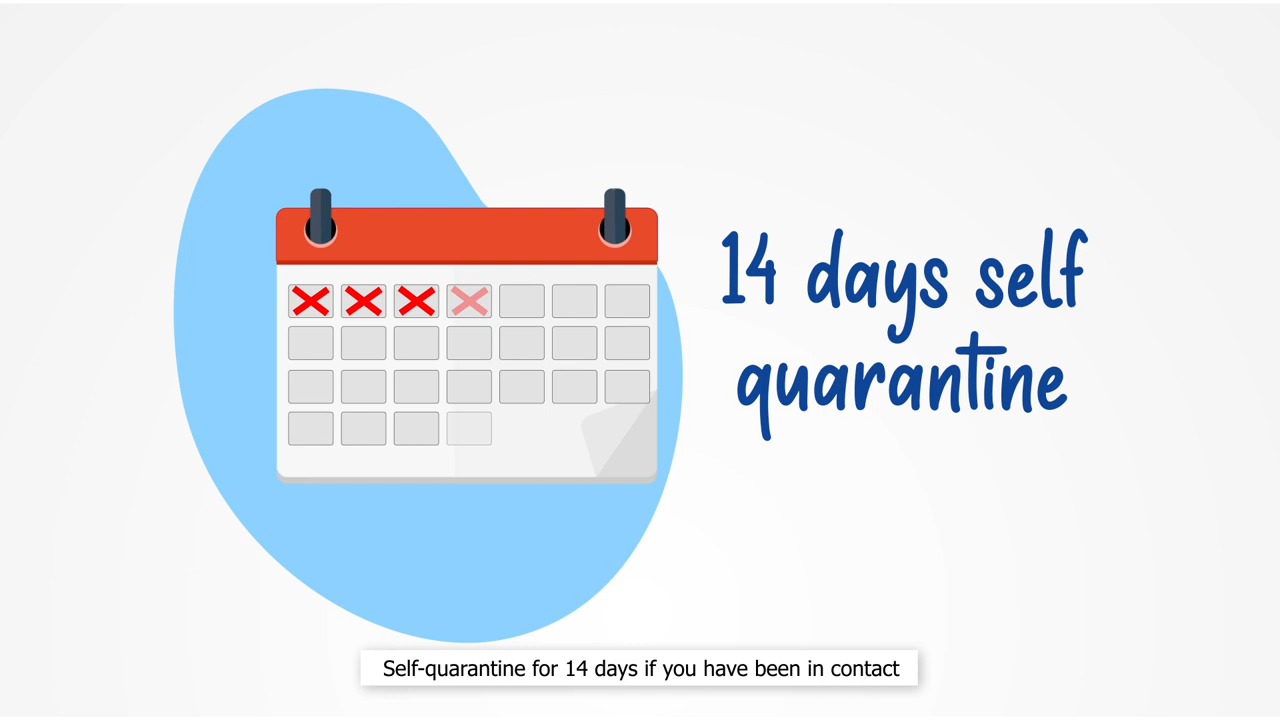 14 days self
quarantine
Self-quarantine for 14 days if you have been in contact